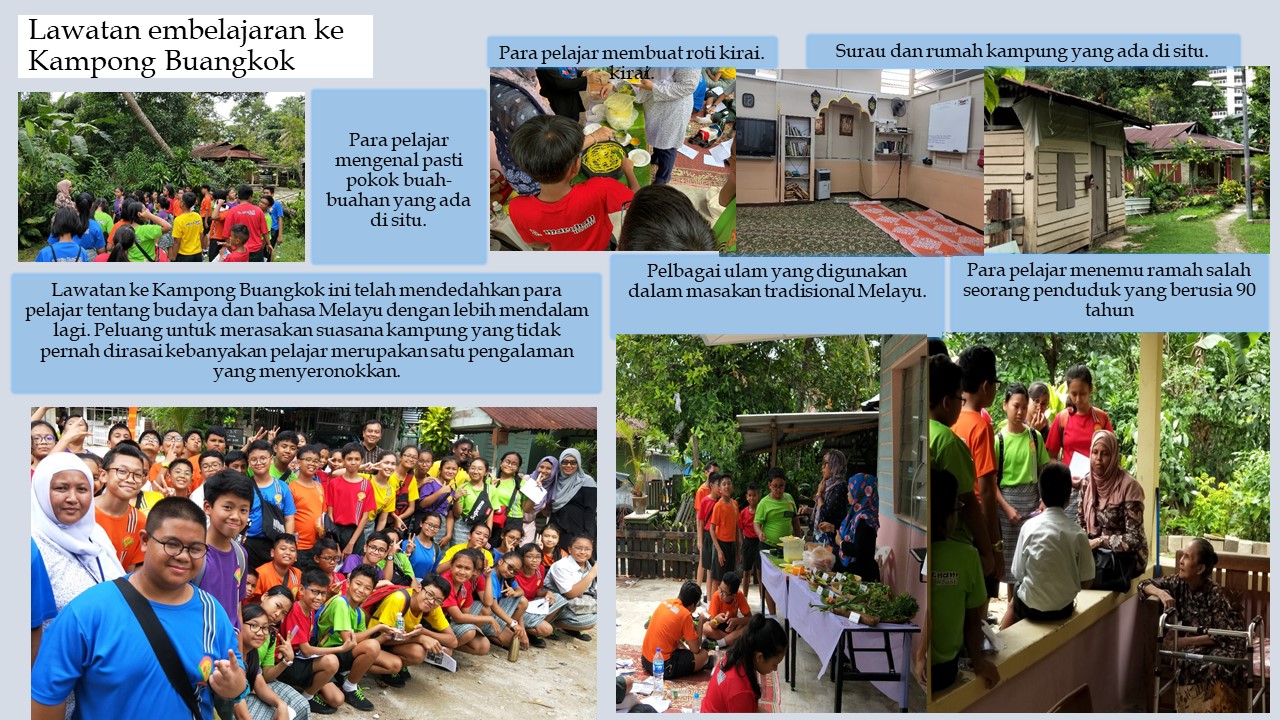 Lawatan embelajaran ke
Kampong Buangkok
Para pelajar membuat roti kirai.
kirai.
Surau dan rumah kampung yang ada di situ.
Para pelajar
mengenal pasti
pokok buah-
buahan yang ada
di situ.
Pelbagai ulam yang digunakan
dalam masakan tradisional Melayu.
Para pelajar menemu ramah salah
seorang penduduk yang berusia 90
tahun
Lawatan ke Kampong Buangkok ini telah mendedahkan para
pelajar tentang budaya dan bahasa Melayu dengan lebih mendalam
lagi. Peluang untuk merasakan suasana kampung yang tidak
pernah dirasai kebanyakan pelajar merupakan satu pengalaman
yang menyeronokkan.